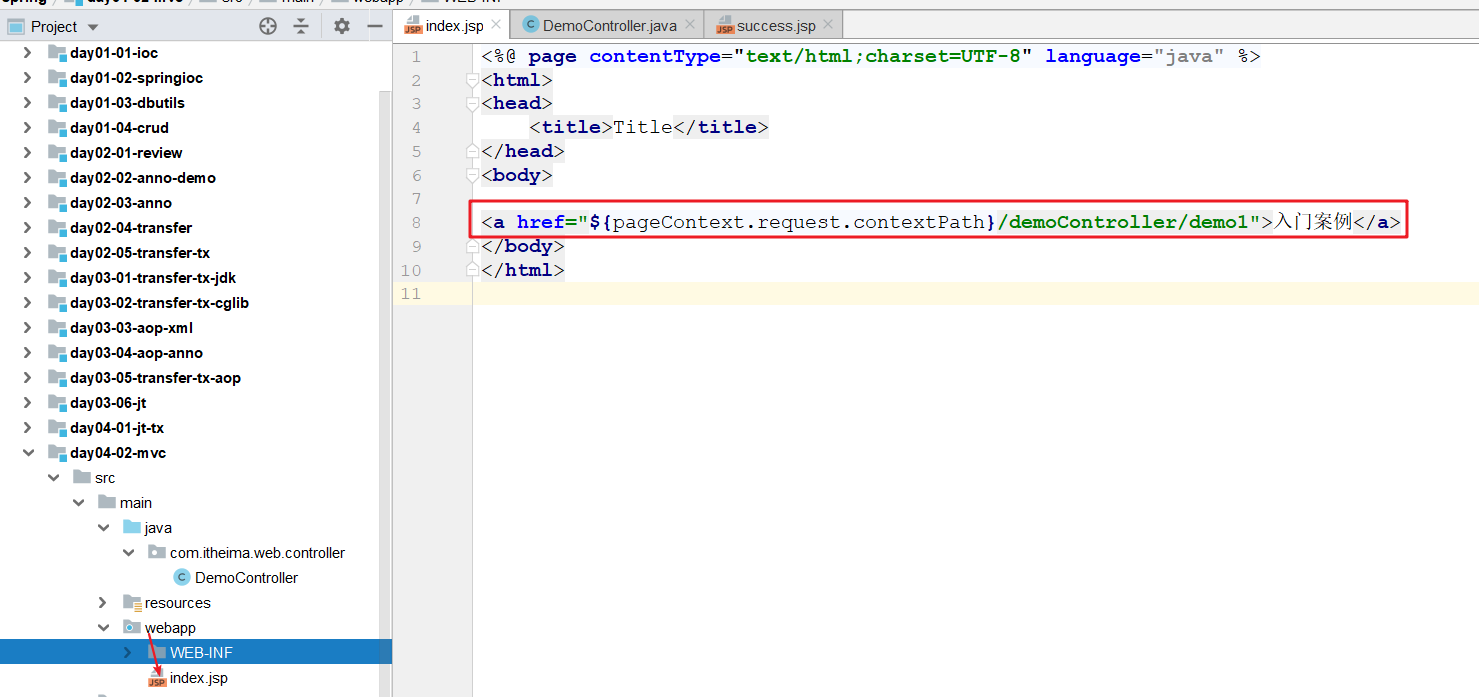 Project
day01-01-ioc
day01-02-springioc
day01-03-dbutils
day01-04-crud
day02-01-review
day02-02-anno-demo
day02-03-anno
day02-04-transfer
day02-05-transfer-tx
day03-01-transfer-tx-jdk
day03-02-transfer-tx-cglib
day03-03-aop-xml
day03-04-aop-anno
day03-05-transfer-tx-aop
day03-06-jt
day04-01-jt-tx
day04-02-mvc
src
main
java
com.itheima.web.controller
C DemoController
resources
webapp
WEB-INF
JSP index.jsp
JSP index.jsp C DemoController.java JSP success.jsp
1 <%@ page contentType="text/html;charset=UTF-8" language="java" %>
2 <html>
3 <head>
4 <title>Title</title>
5 </head>
6 <body>
7
8 <a href="${pageContext.request.contextPath}/demoController/demo1">入门案例</a>
9 </body>
10 </html>
11